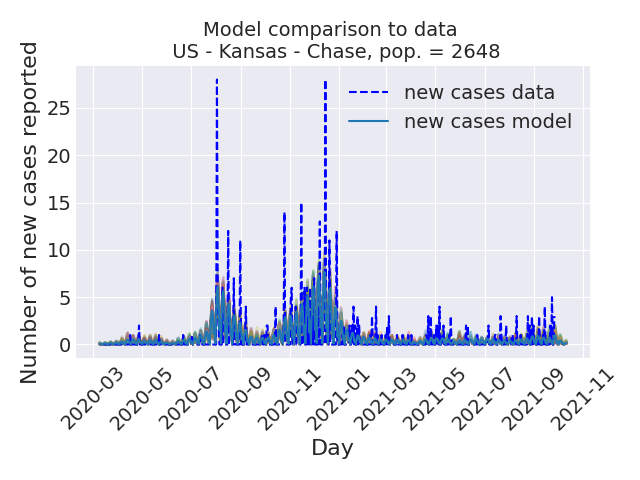 Model comparison to data
US - Kansas - Chase, pop. = 2648
Number of new cases reported
25
20
15
10
5
0
new cases data
new cases model
2020-03
2020-05
2020-07
2020-09
2020-11
2021-01
2021-03
2021-05
2021-07
2021-09
2021-11
Day